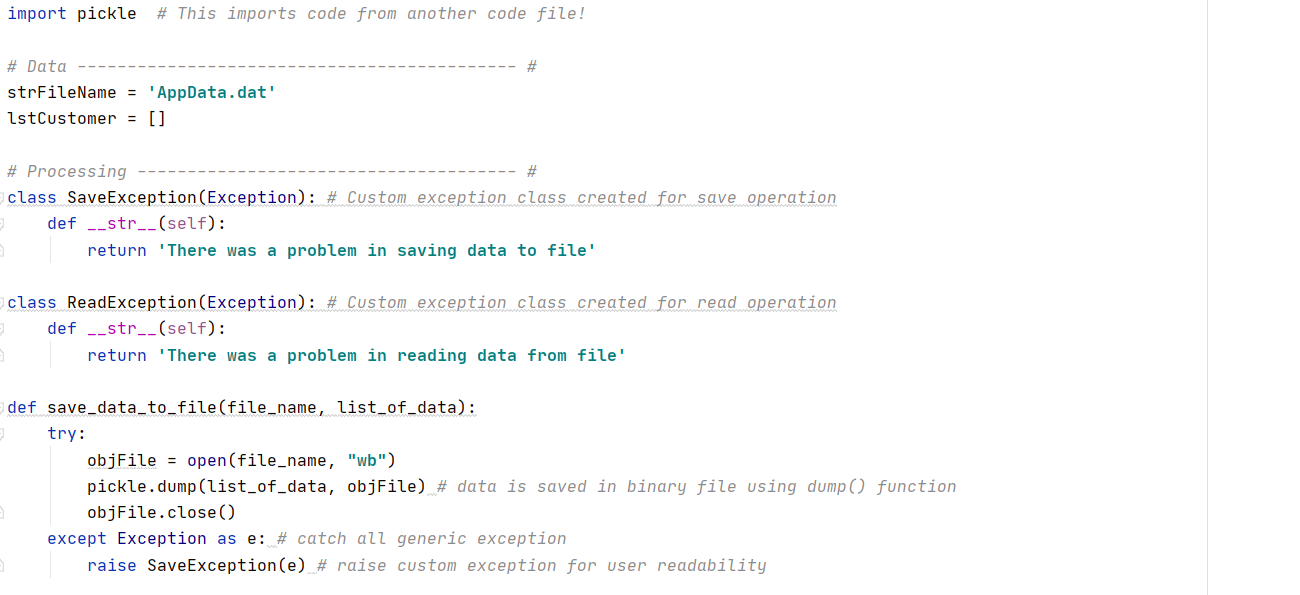 import pickle  # This imports code from another code file!

# Data -------------------------------------------- #
strFileName = 'AppData.dat'
lstCustomer = []

# Processing -------------------------------------- #
class SaveException(Exception): # Custom exception class created for save operation
    def __str__(self):
        return 'There was a problem in saving data to file'

class ReadException(Exception): # Custom exception class created for read operation
    def __str__(self):
        return 'There was a problem in reading data from file'

def save_data_to_file(file_name, list_of_data):
    try:
        objFile = open(file_name, "wb")
        pickle.dump(list_of_data, objFile) # data is saved in binary file using dump() function
        objFile.close()
    except Exception as e: # catch all generic exception
        raise SaveException(e) # raise custom exception for user readability